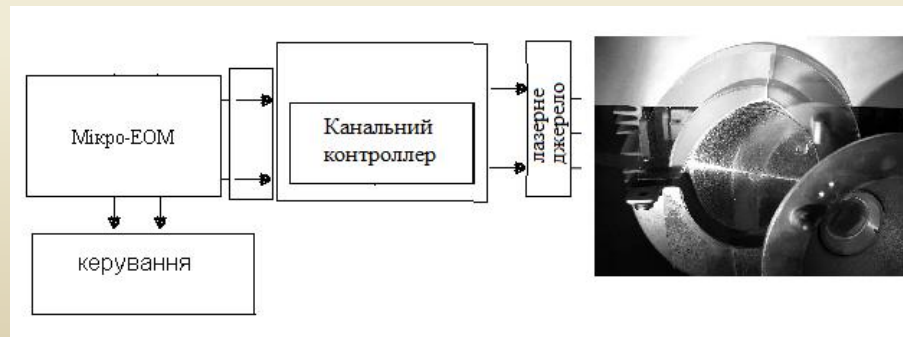 Мікро-ЕОМ
Канальний
контроллер
лазерне
джерело
керування